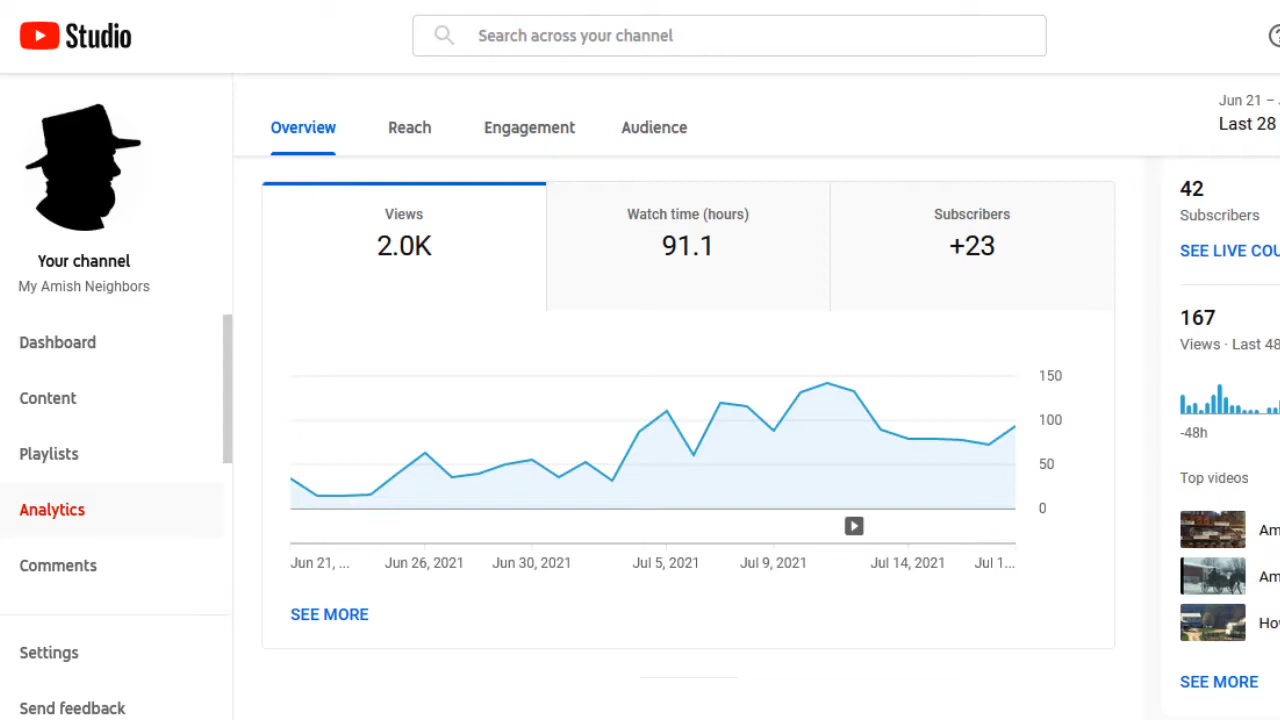 Studio
Search across your channel
Your channel
My Amish Neighbors
Dashboard
Content
Playlists
Analytics
Comments
Settings
Send feedback
Overview
Reach
Engagement
Audience
Jun 21 –
Last 28
Views
2.0K
Watch time (hours)
91.1
Subscribers
+23
150
100
50
0
Jun 21, ...
Jun 26, 2021
Jun 30, 2021
Jul 5, 2021
Jul 9, 2021
Jul 14, 2021
Jul 1...
SEE MORE
42
Subscribers
SEE LIVE COU
167
Views · Last 48
-48h
Top videos
Am
Am
Ho
SEE MORE